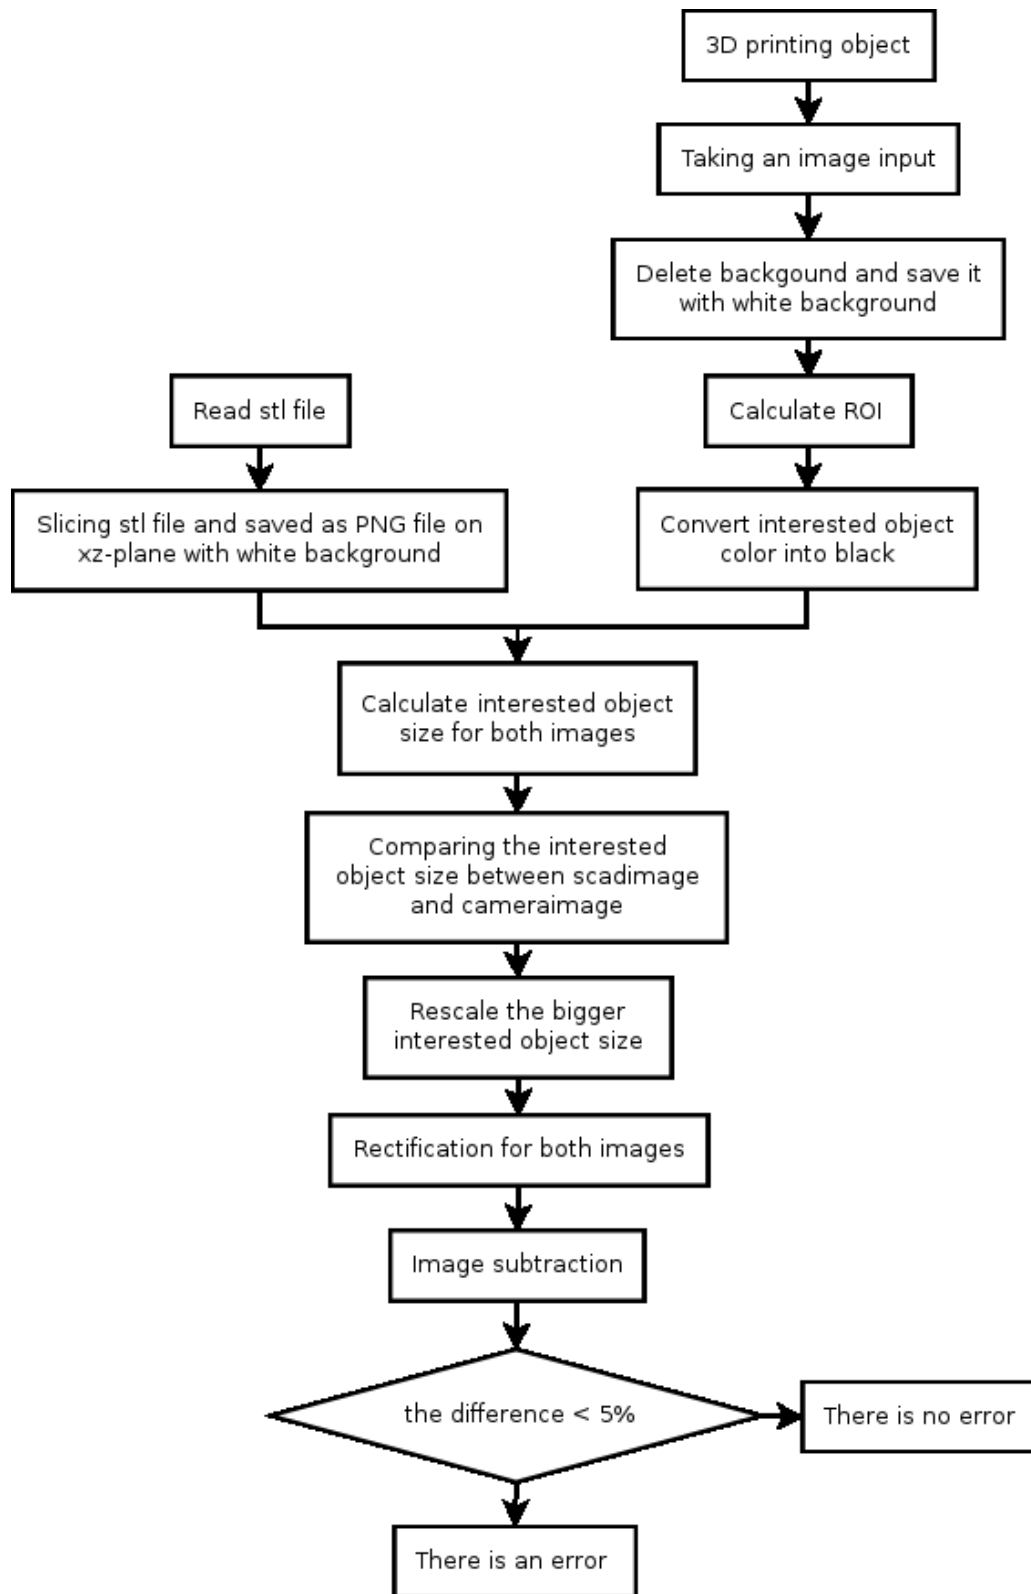 3D printing object
Taking an image input
Delete backgound and save it
with white background
Read stl file
Calculate ROI
Slicing stl file and saved as PNG file on
xz-plane with white background
Convert interested object
color into black
Calculate interested object
size for both images
Comparing the interested
object size between scadimage
and cameraimage
Rescale the bigger
interested object size
Rectification for both images
Image subtraction
the difference < 5%
There is no error
There is an error